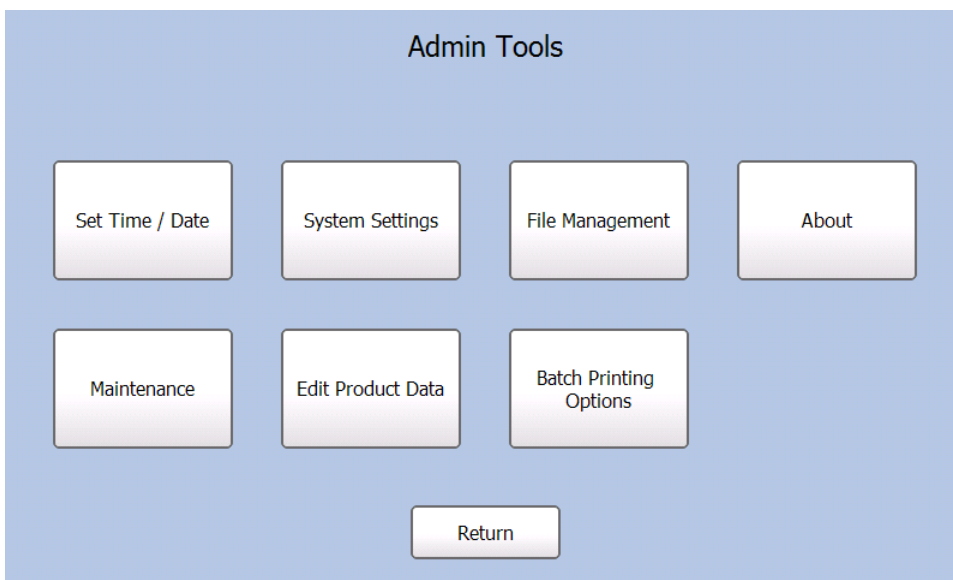 Admin Tools
Set Time / Date
System Settings
File Management
About
Maintenance
Edit Product Data
Batch Printing
Options
Return